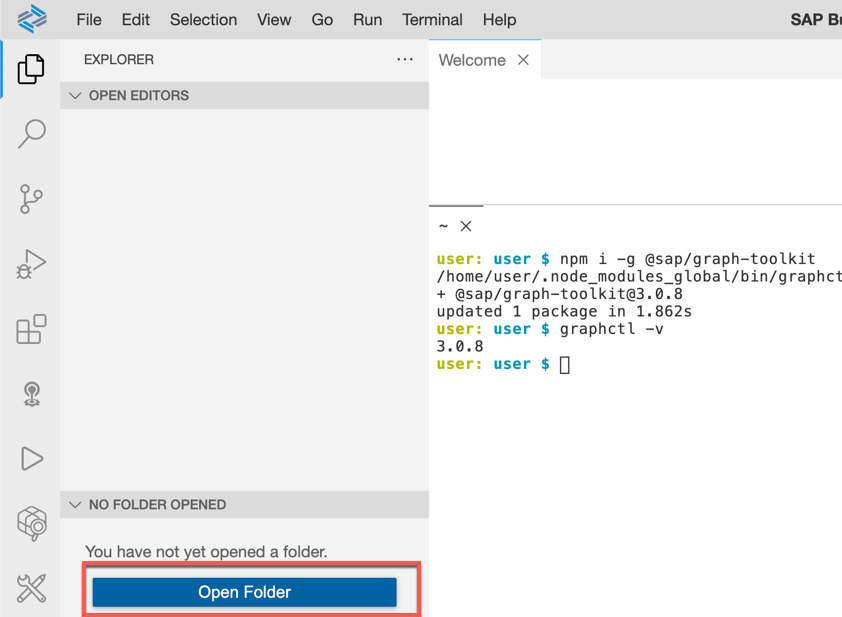 File Edit Selection View Go Run Terminal Help SAP Bu
EXPLORER ...
Welcome
OPEN EDITORS
~
user: user $ npm i -g @sap/graph-toolkit
/home/user/.node_modules_global/bin/graphct
+ @sap/graph-toolkit@3.0.8
updated 1 package in 1.862s
user: user $ graphctl -v
3.0.8
user: user $
NO FOLDER OPENED
You have not yet opened a folder.
Open Folder